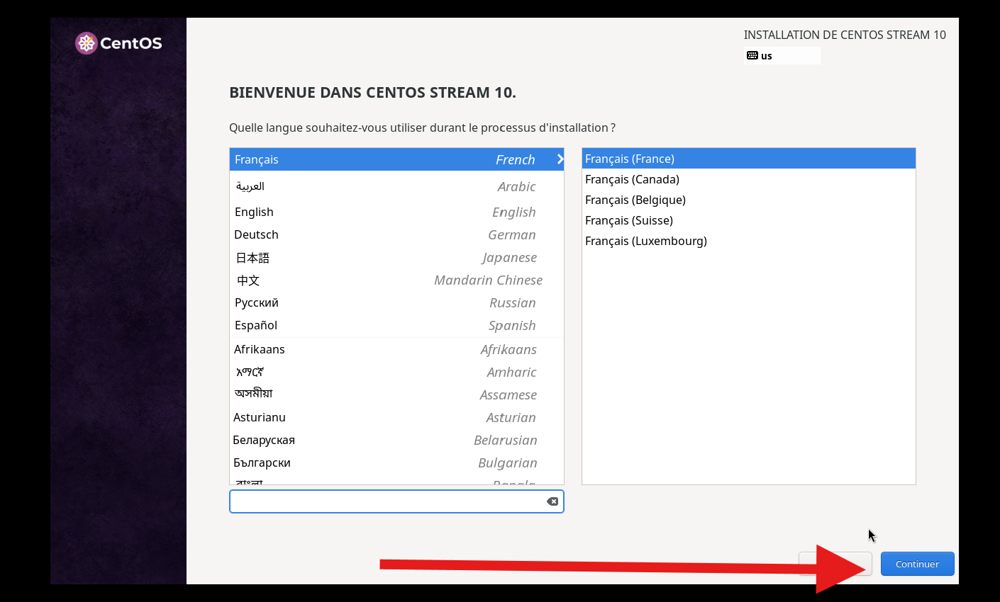 CentOS
INSTALLATION DE CENTOS STREAM 10
us
BIENVENUE DANS CENTOS STREAM 10.
Quelle langue souhaitez-vous utiliser durant le processus d'installation ?
Français French
العربية Arabic
English English
Deutsch German
日本語 Japanese
中文 Mandarin Chinese
Русский Russian
Español Spanish
Afrikaans Afrikaans
አማርኛ Amharic
অসমীয়া Assamese
Asturianu Asturian
Беларуская Belarusian
Български Bulgarian
বাংলা Bangla
Français (France)
Français (Canada)
Français (Belgique)
Français (Suisse)
Français (Luxembourg)
Continuer